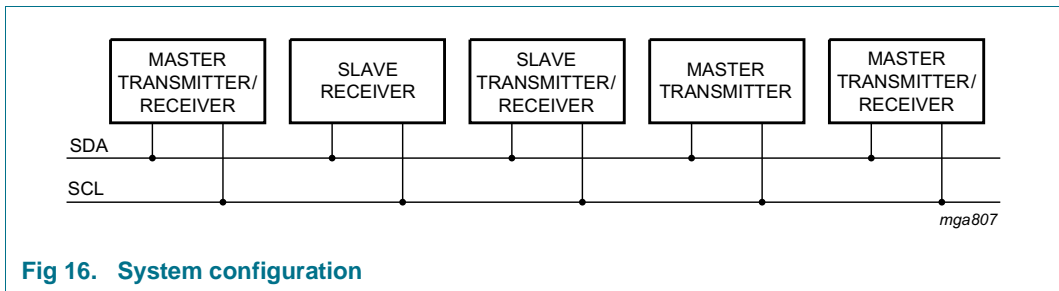 MASTER
TRANSMITTER/
RECEIVER
SLAVE
RECEIVER
SLAVE
TRANSMITTER/
RECEIVER
MASTER
TRANSMITTER
MASTER
TRANSMITTER/
RECEIVER
SDA
SCL
mga807
Fig 16. System configuration